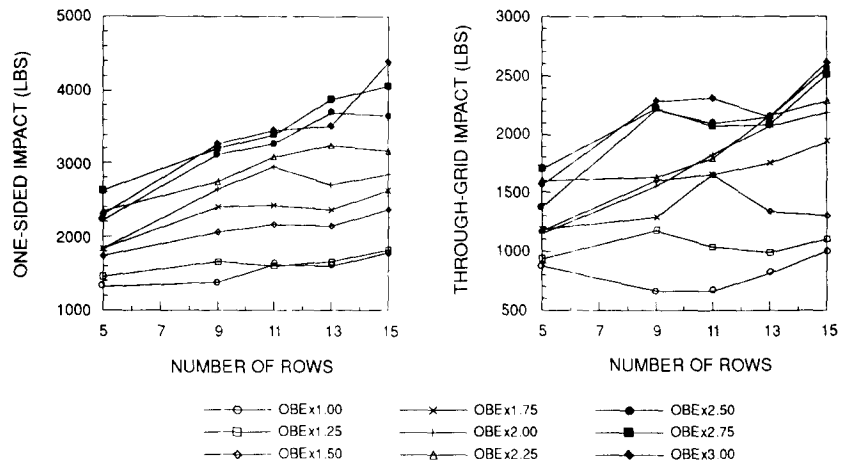 5000
4000
3000
2000
1000
ONE-SIDED IMPACT (LBS)
5 7 9 11 13 15
NUMBER OF ROWS
3000
2500
2000
1500
1000
500
THROUGH-GRID IMPACT (LBS)
5 7 9 11 13 15
NUMBER OF ROWS
OBEx1.00 OBEx1.75 OBEx2.50
OBEx1.25 OBEx2.00 OBEx2.75
OBEx1.50 OBEx2.25 OBEx3.00